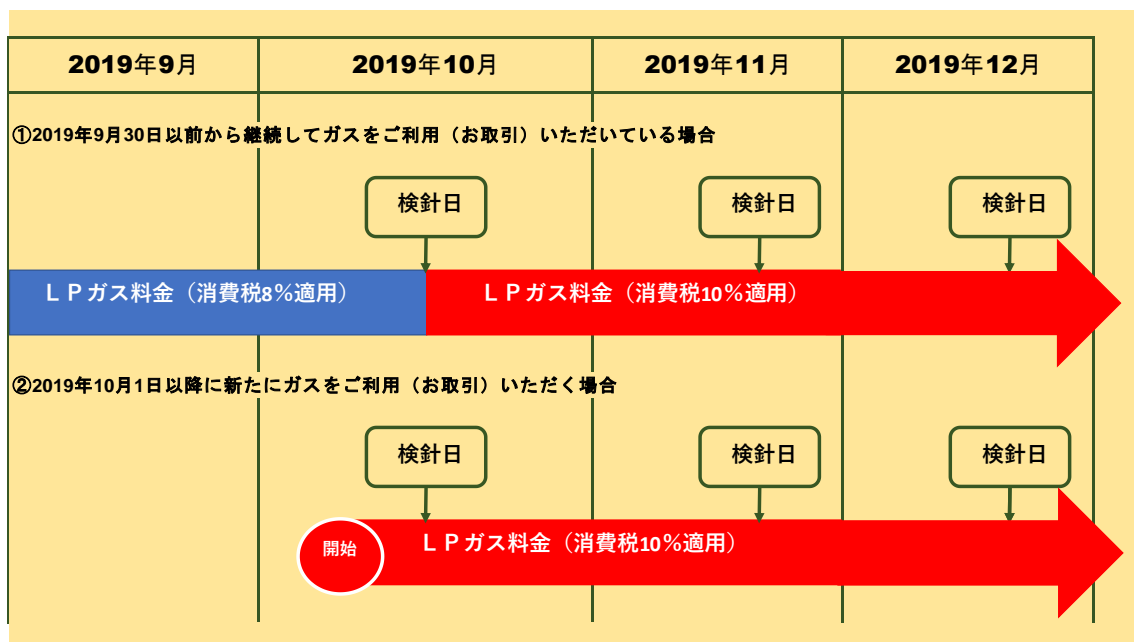 2019年9月
2019年10月
2019年11月
2019年12月
①2019年9月30日以前から継続してガスをご利用（お取引）いただいている場合
検針日
検針日
検針日
ＬＰガス料金（消費税8％適用）
ＬＰガス料金（消費税10％適用）
②2019年10月1日以降に新たにガスをご利用（お取引）いただく場合
検針日
検針日
検針日
開始
ＬＰガス料金（消費税10％適用）